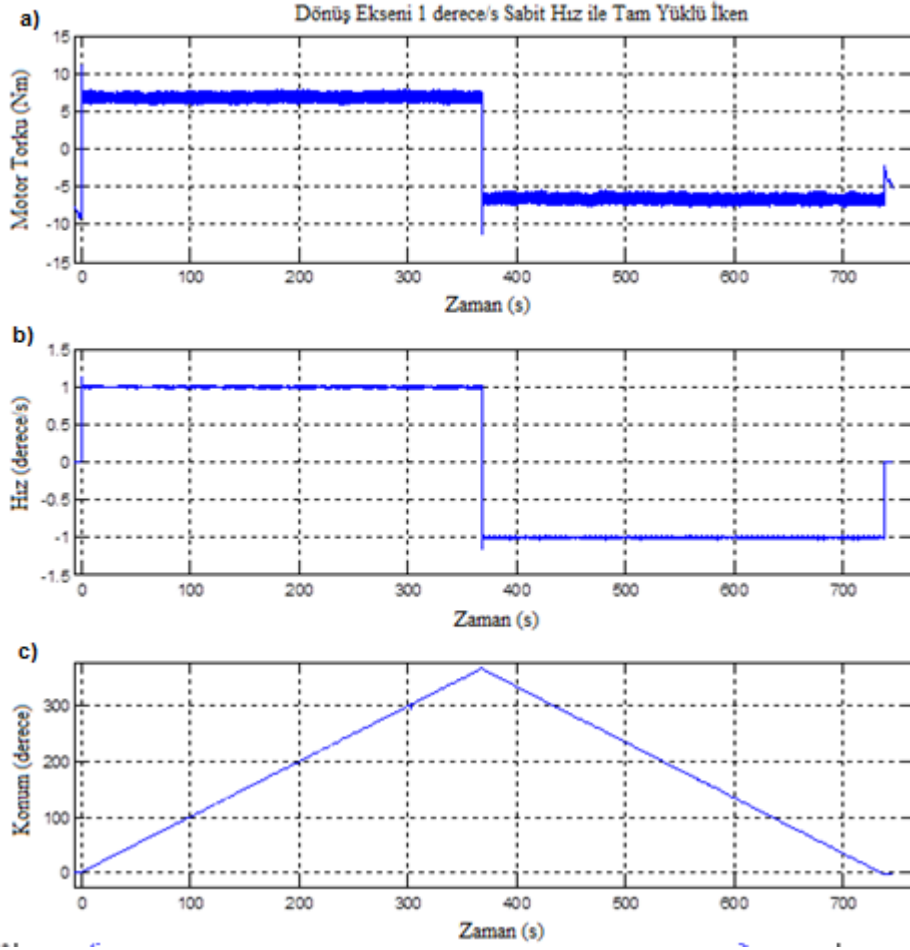 a)
Dönüş Ekseni 1 derece/s Sabit Hız ile Tam Yüklü İken
Motor Torku (Nm)
15
10
5
0
-5
-10
-15
0 100 200 300 400 500 600 700
Zaman (s)
b)
Hız (derece/s)
1.5
1
0.5
0
-0.5
-1
-1.5
0 100 200 300 400 500 600 700
Zaman (s)
c)
Konum (derece)
300
200
100
0
0 100 200 300 400 500 600 700
Zaman (s)